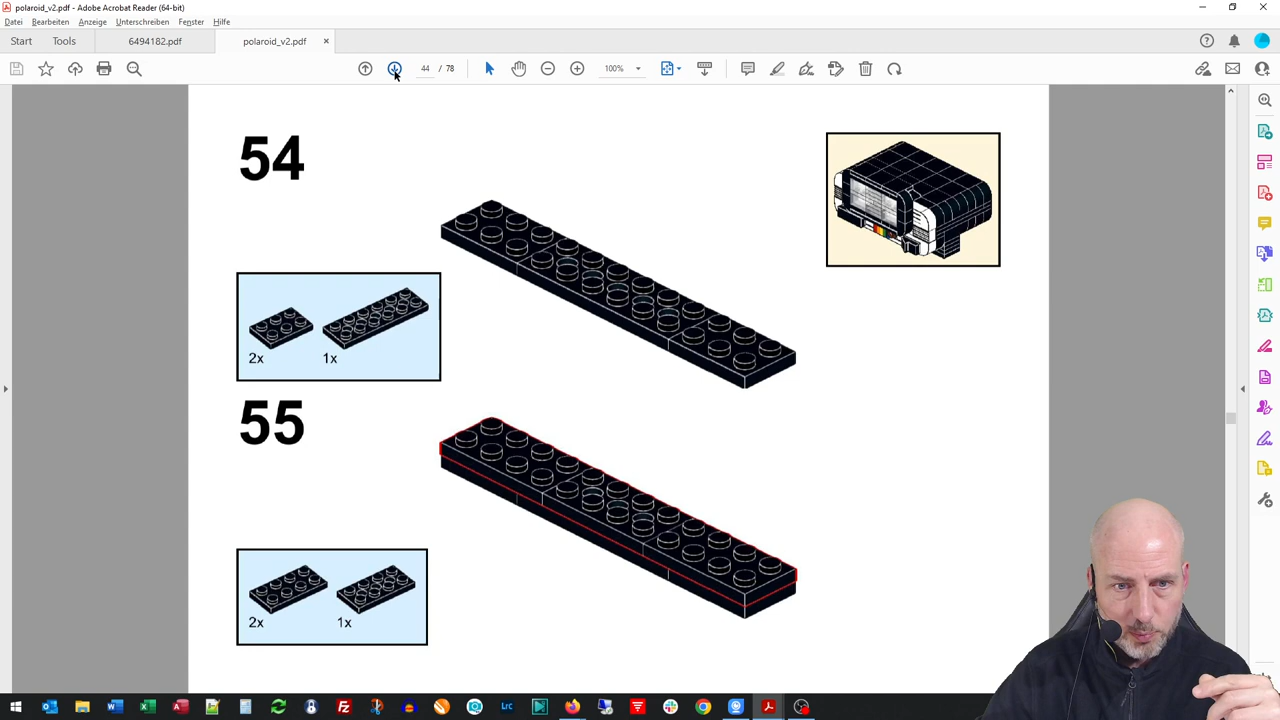 polaroid_v2.pdf - Adobe Acrobat Reader (64-bit)
Datei Bearbeiten Anzeige Unterschreiben Fenster Hilfe
Start Tools 6494182.pdf polaroid_v2.pdf
44 / 78 100%
54
2x 1x
55
2x 1x
Lrc